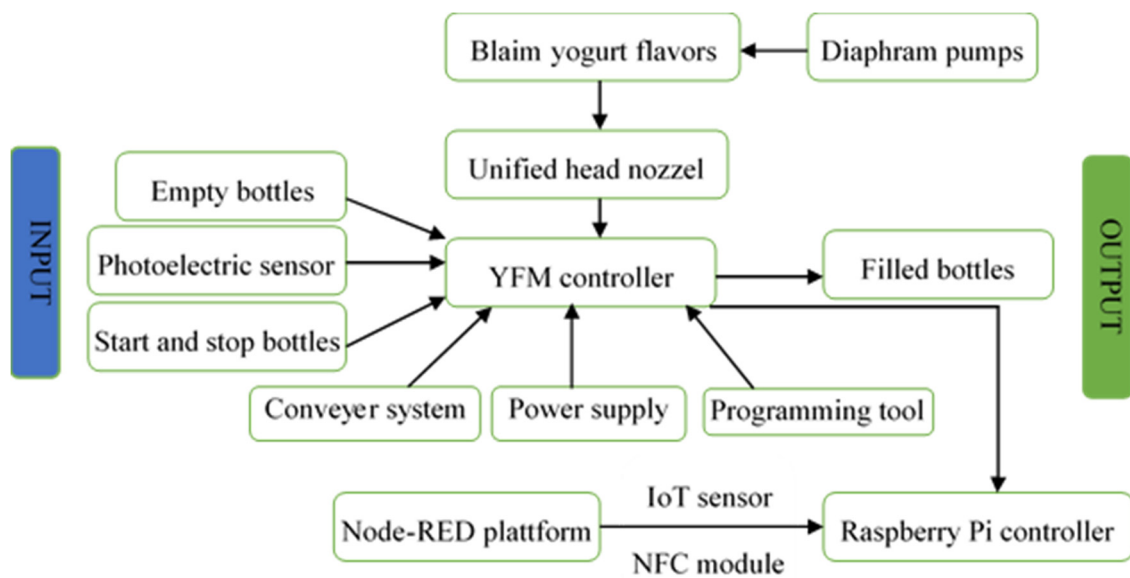 Blaim yogurt flavors
Diaphram pumps
Unified head nozzel
INPUT
Empty bottles
Photoelectric sensor
Start and stop bottles
YFM controller
Filled bottles
OUTPUT
Conveyer system
Power supply
Programming tool
Node-RED plattform
IoT sensor
NFC module
Raspberry Pi controller